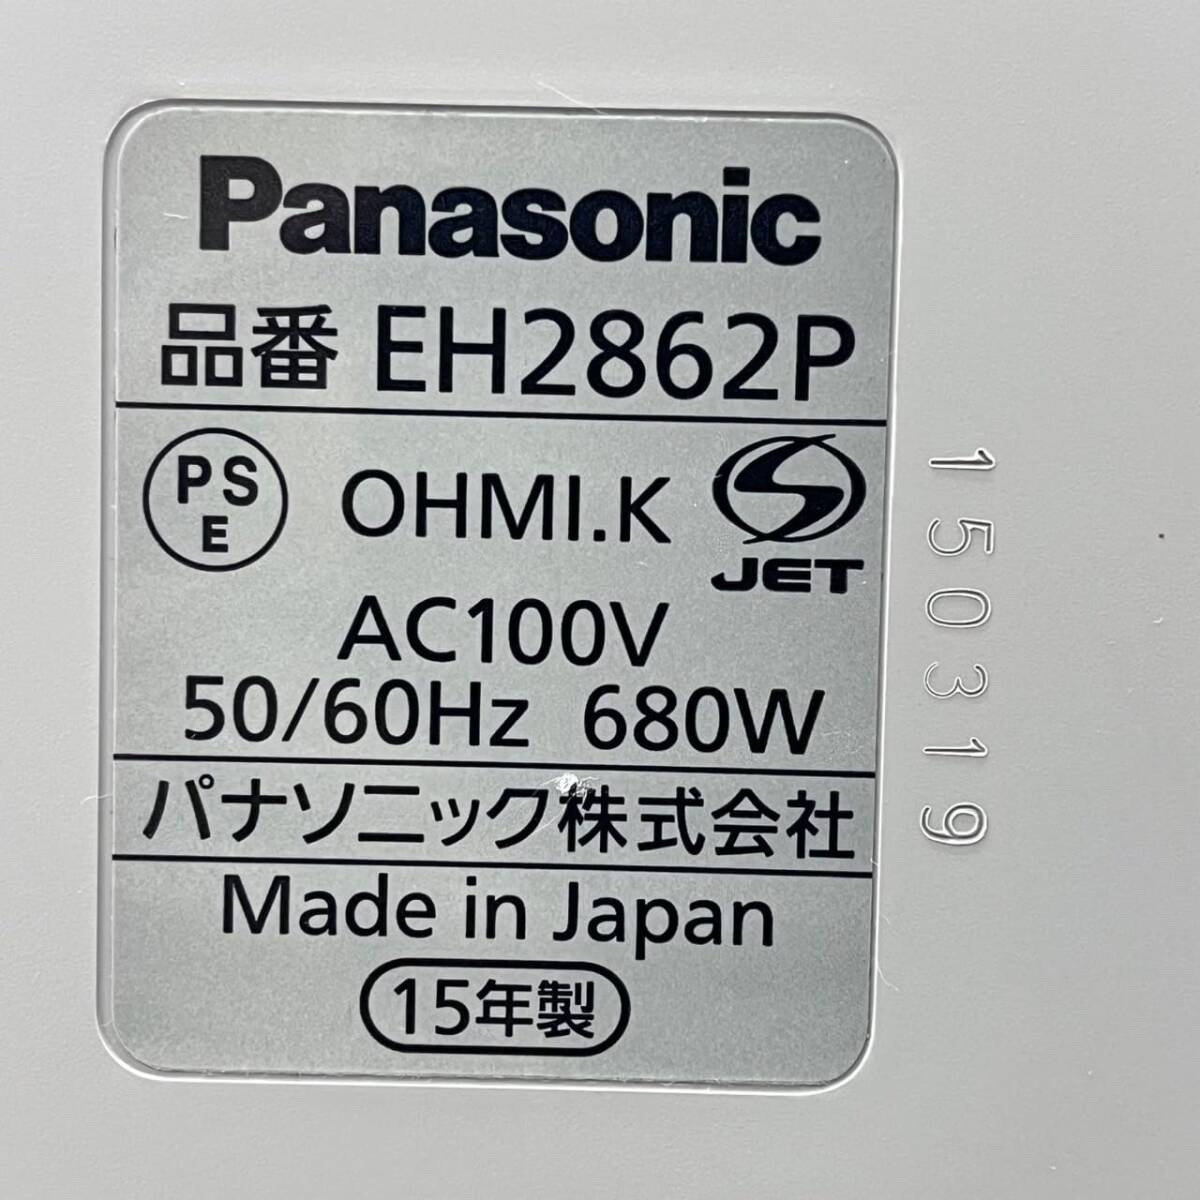 Panasonic
品番 EH2862P
PS
E
OHMI.K
JET
AC100V
50/60Hz 680W
パナソニック株式会社
Made in Japan
15年製
150319